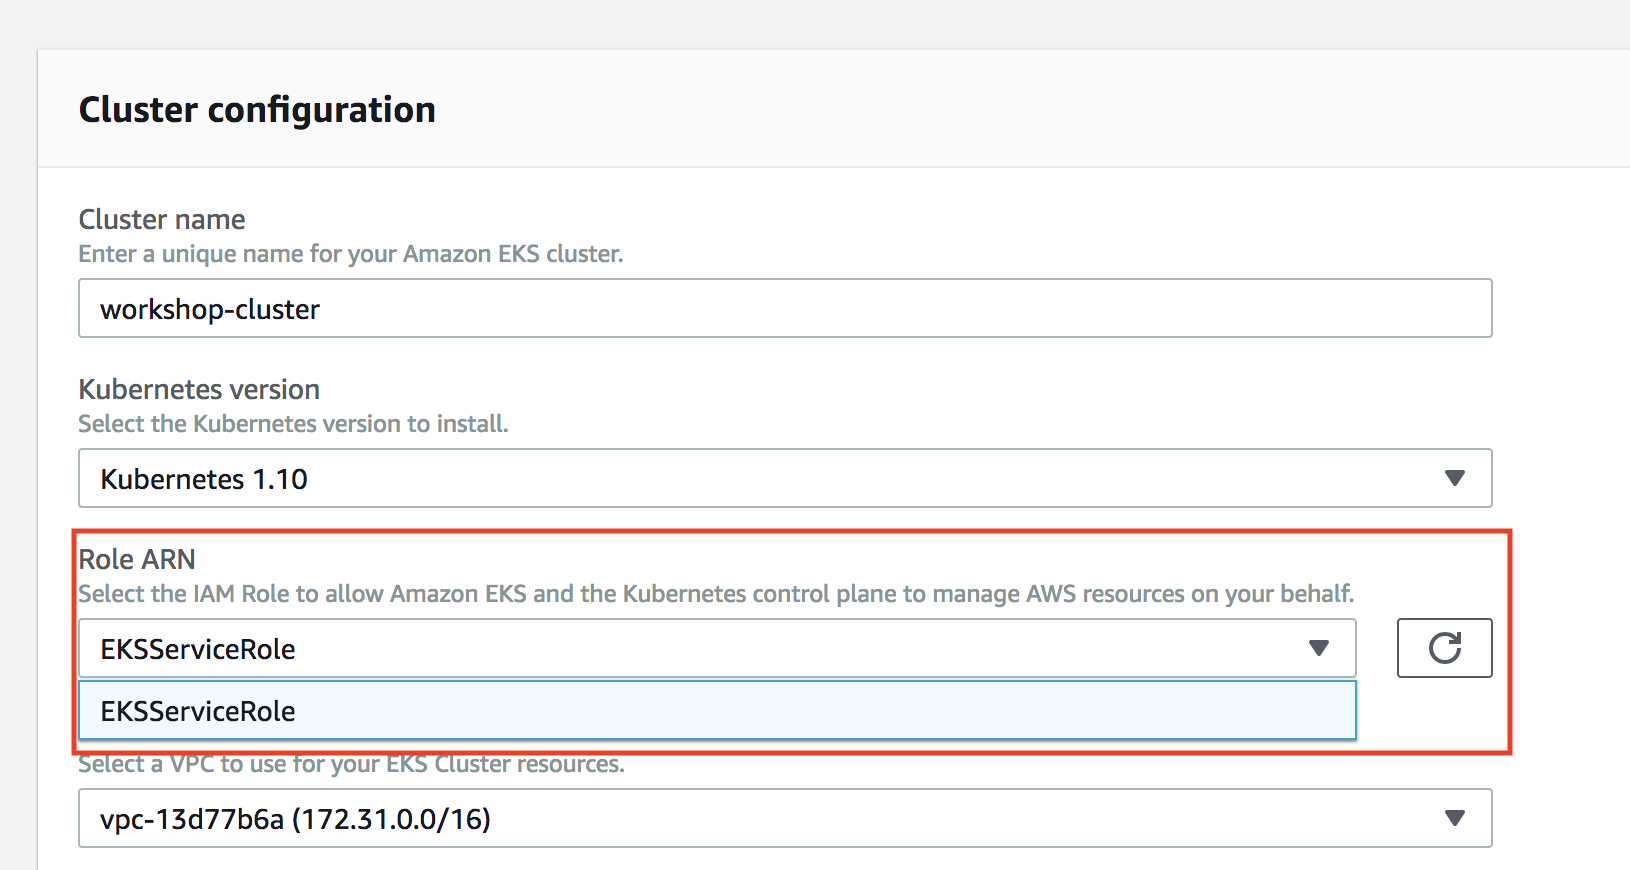 Cluster configuration
Cluster name
Enter a unique name for your Amazon EKS cluster.
workshop-cluster
Kubernetes version
Select the Kubernetes version to install.
Kubernetes 1.10
Role ARN
Select the IAM Role to allow Amazon EKS and the Kubernetes control plane to manage AWS resources on your behalf.
EKSServiceRole
EKSServiceRole
Select a VPC to use for your EKS Cluster resources.
vpc-13d77b6a (172.31.0.0/16)